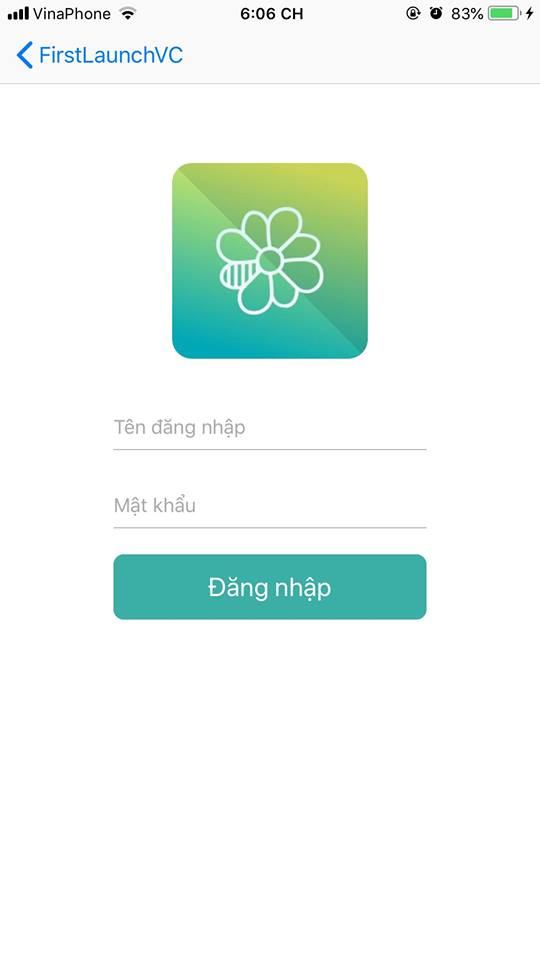 VinaPhone 6:06 CH 83%
FirstLaunchVC
Tên đăng nhập
Mật khẩu
Đăng nhập